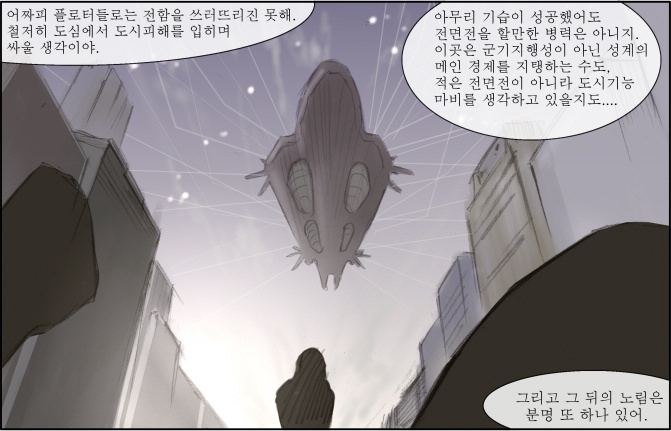 어짜피 플로터들로는 전함을 쓰러뜨리진 못해.
철저히 도심에서 도시피해를 입히며
싸울 생각이야.
아무리 기습이 성공했어도
전면전을 할만한 병력은 아니지.
이곳은 군기지행성이 아닌 성계의
메인 경제를 지탱하는 수도,
적은 전면전이 아니라 도시기능
마비를 생각하고 있을지도....
그리고 그 뒤의 노림은
분명 또 하나 있어.